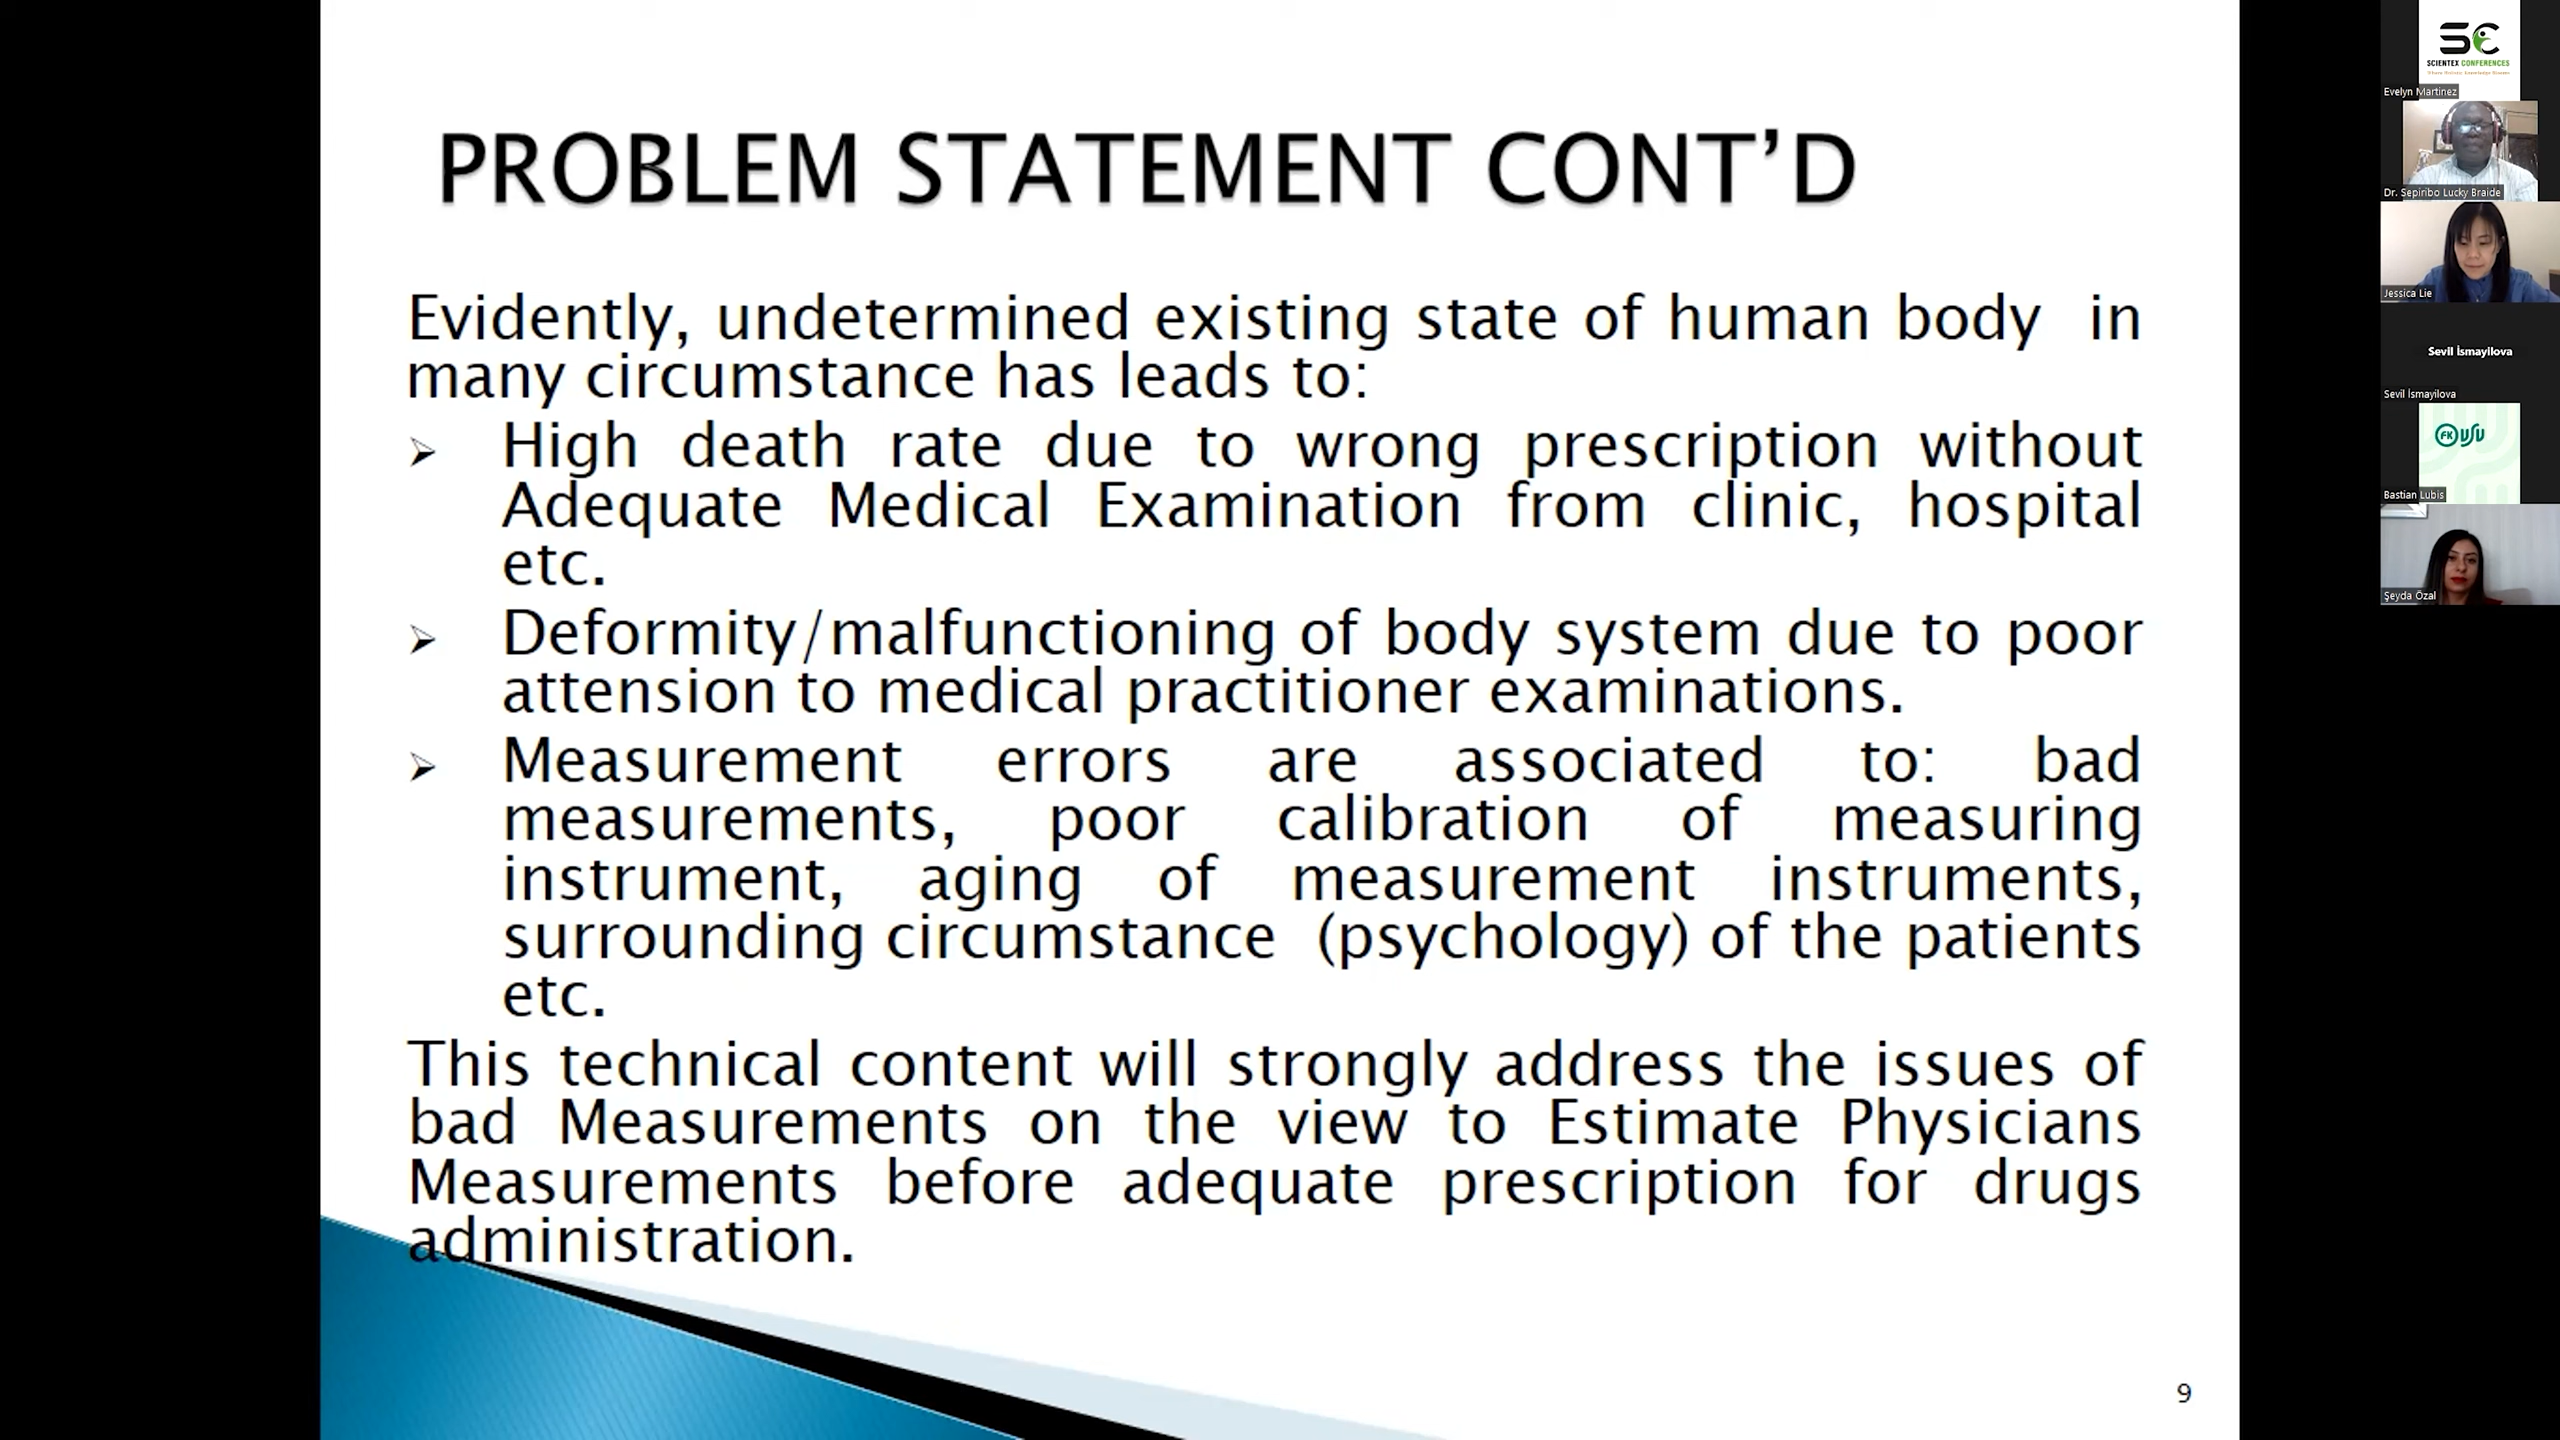 PROBLEM STATEMENT CONT’D
Evidently, undetermined existing state of human body in
many circumstance has leads to:
High death rate due to wrong prescription without
Adequate Medical Examination from clinic, hospital
etc.
Deformity/malfunctioning of body system due to poor
attension to medical practitioner examinations.
Measurement errors are associated to: bad
measurements, poor calibration of measuring
instrument, aging of measurement instruments,
surrounding circumstance (psychology) of the patients
etc.
This technical content will strongly address the issues of
bad Measurements on the view to Estimate Physicians
Measurements before adequate prescription for drugs
administration.
9
SC
SCIENTEX CONFERENCES
Evelyn Martinez
Dr. Sepiribo Lucky Braide
Jessica Lie
Sevil İsmayilova
Sevil İsmayilova
FK USU
Bastian Lubis
Şeyda Özal